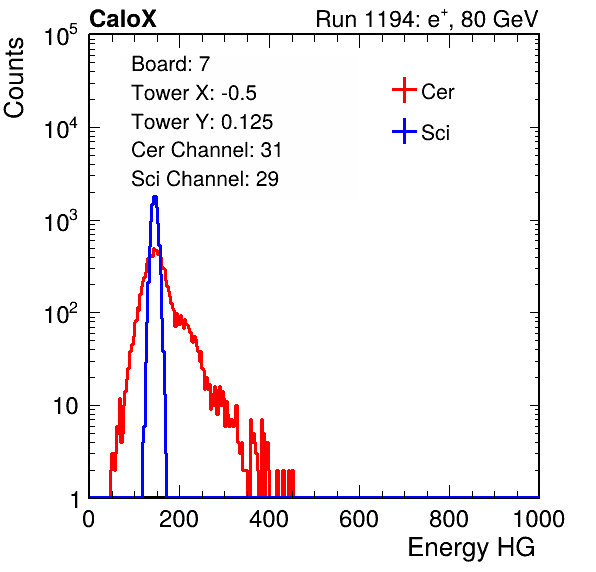 CaloX Run 1194: e⁺, 80 GeV
Counts
10⁵
10⁴
10³
10²
10
1
Board: 7
Tower X: -0.5
Tower Y: 0.125
Cer Channel: 31
Sci Channel: 29
Cer
Sci
0 200 400 600 800 1000
Energy HG